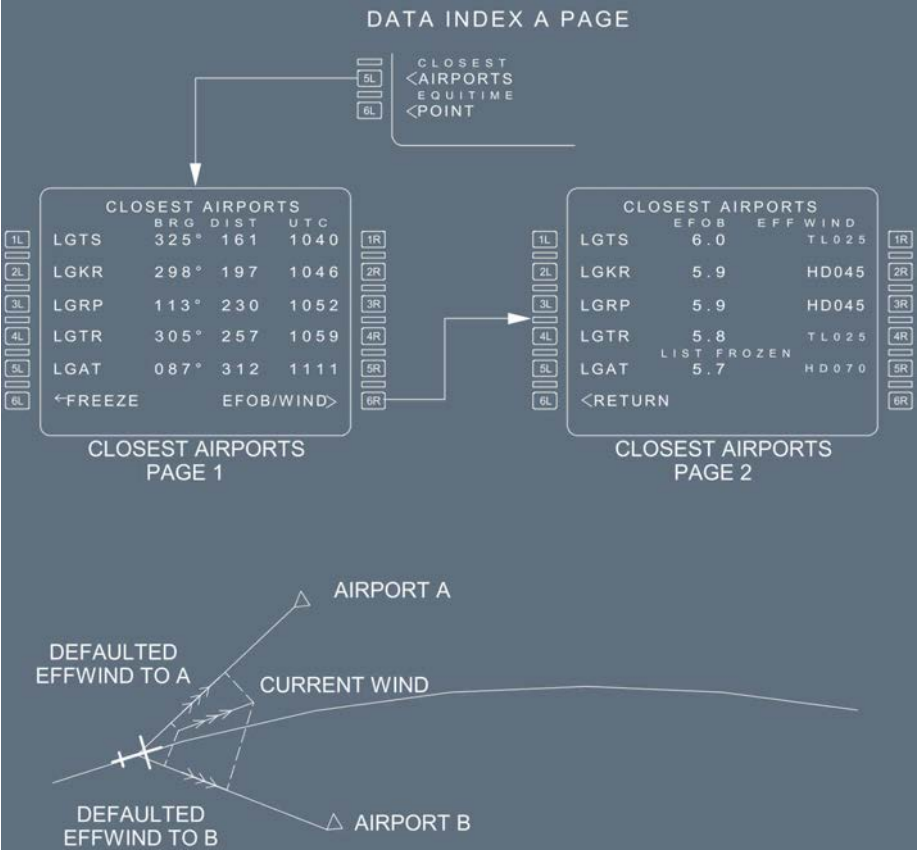 DATA INDEX A PAGE
CLOSEST
5L <AIRPORTS
EQUITIME
6L <POINT
CLOSEST AIRPORTS
BRG DIST UTC
1L LGTS 325° 161 1040 1R
2L LGKR 298° 197 1046 2R
3L LGRP 113° 230 1052 3R
4L LGTR 305° 257 1059 4R
5L LGAT 087° 312 1111 5R
6L ←FREEZE EFOB/WIND> 6R
CLOSEST AIRPORTS
PAGE 1
CLOSEST AIRPORTS
EFOB EFF WIND
1L LGTS 6.0 TL025 1R
2L LGKR 5.9 HD045 2R
3L LGRP 5.9 HD045 3R
4L LGTR 5.8 TL025 4R
LIST FROZEN
5L LGAT 5.7 HD070 5R
6L <RETURN 6R
CLOSEST AIRPORTS
PAGE 2
AIRPORT A
DEFAULTED
EFFWIND TO A
CURRENT WIND
DEFAULTED
EFFWIND TO B
AIRPORT B